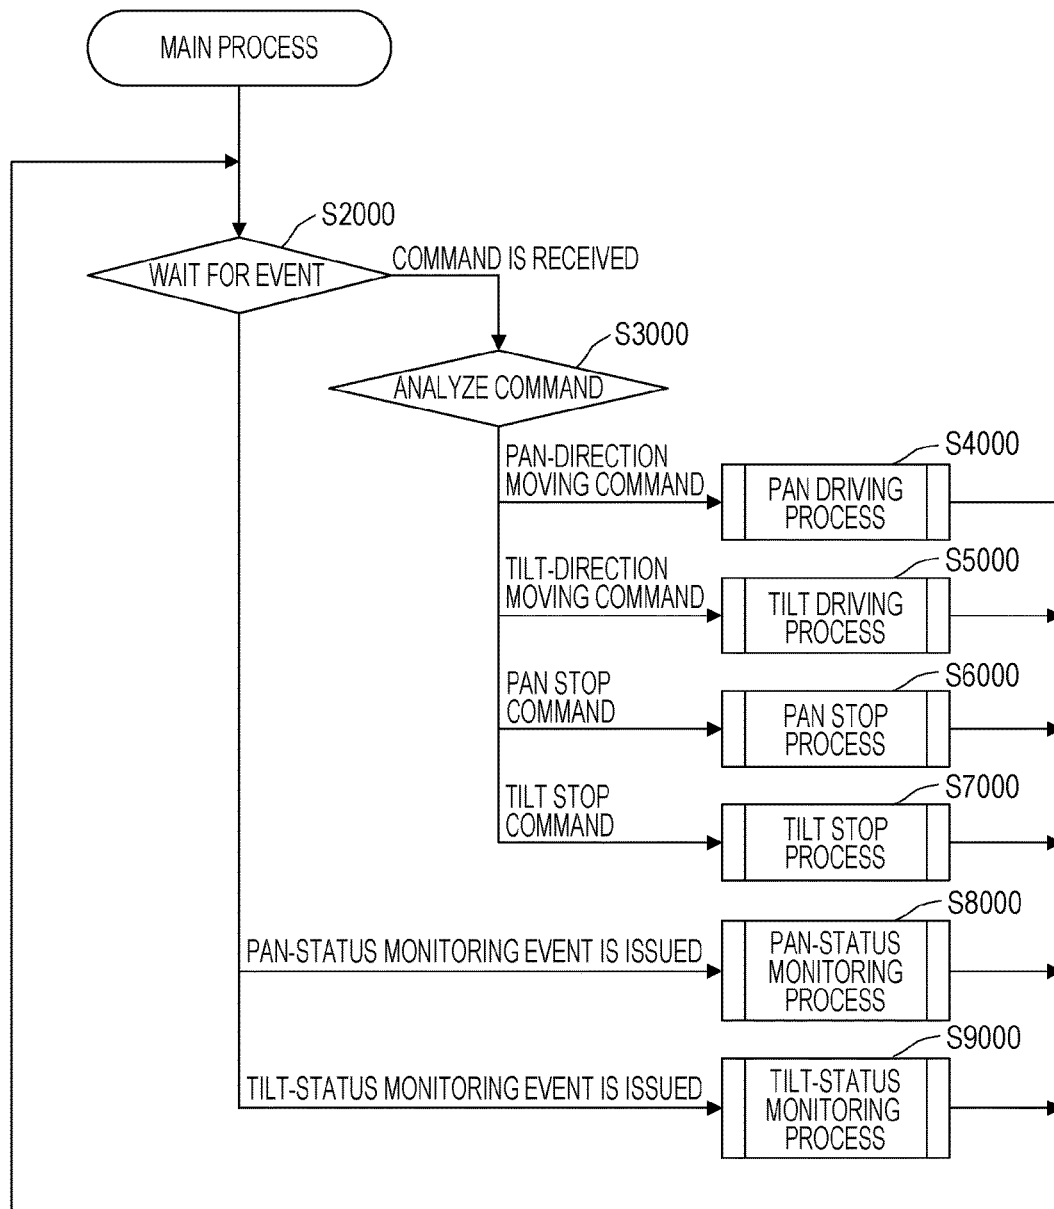 MAIN PROCESS
S2000
WAIT FOR EVENT
COMMAND IS RECEIVED
S3000
ANALYZE COMMAND
PAN-DIRECTION
MOVING COMMAND
S4000
PAN DRIVING
PROCESS
TILT-DIRECTION
MOVING COMMAND
S5000
TILT DRIVING
PROCESS
PAN STOP
COMMAND
S6000
PAN STOP
PROCESS
TILT STOP
COMMAND
S7000
TILT STOP
PROCESS
PAN-STATUS MONITORING EVENT IS ISSUED
S8000
PAN-STATUS
MONITORING
PROCESS
TILT-STATUS MONITORING EVENT IS ISSUED
S9000
TILT-STATUS
MONITORING
PROCESS